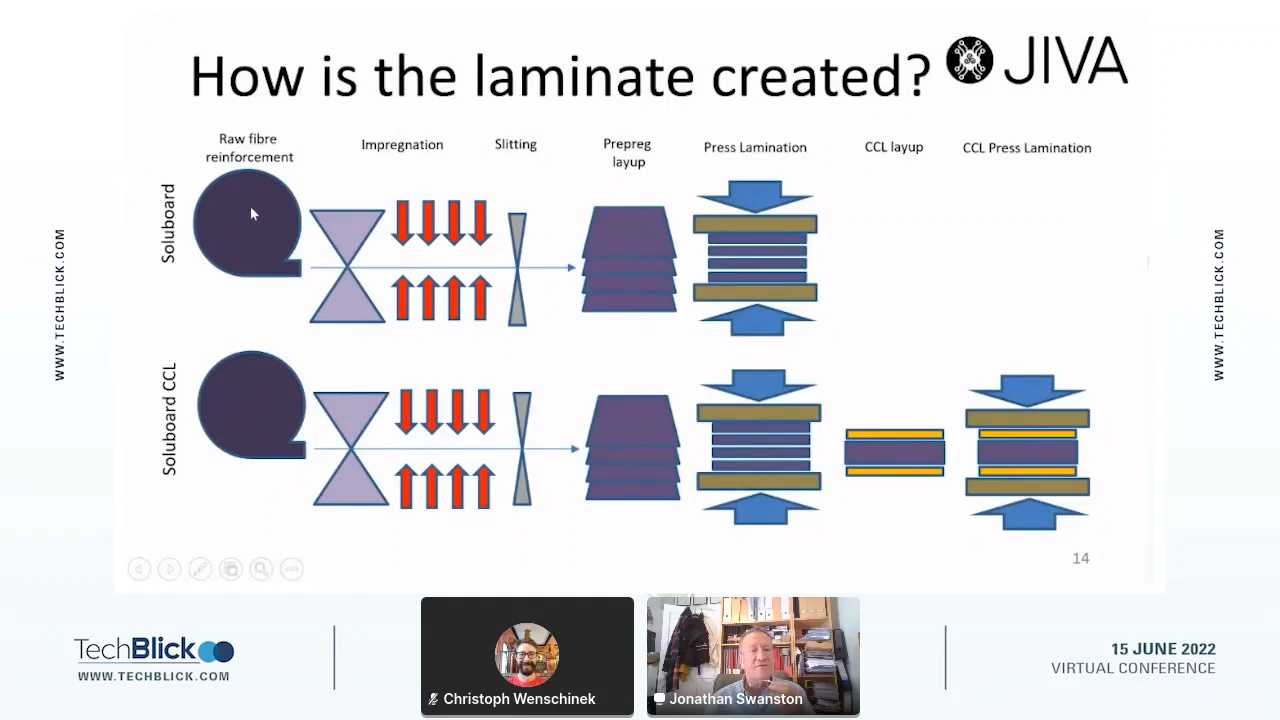 How is the laminate created?
JIVA
Raw fibre
reinforcement
Impregnation
Slitting
Prepreg
layup
Press Lamination
CCL layup
CCL Press Lamination
Soluboard
Soluboard CCL
14
WWW.TECHBLICK.COM
WWW.TECHBLICK.COM
TechBlick
WWW.TECHBLICK.COM
Christoph Wenschinek
Jonathan Swanston
15 JUNE 2022
VIRTUAL CONFERENCE